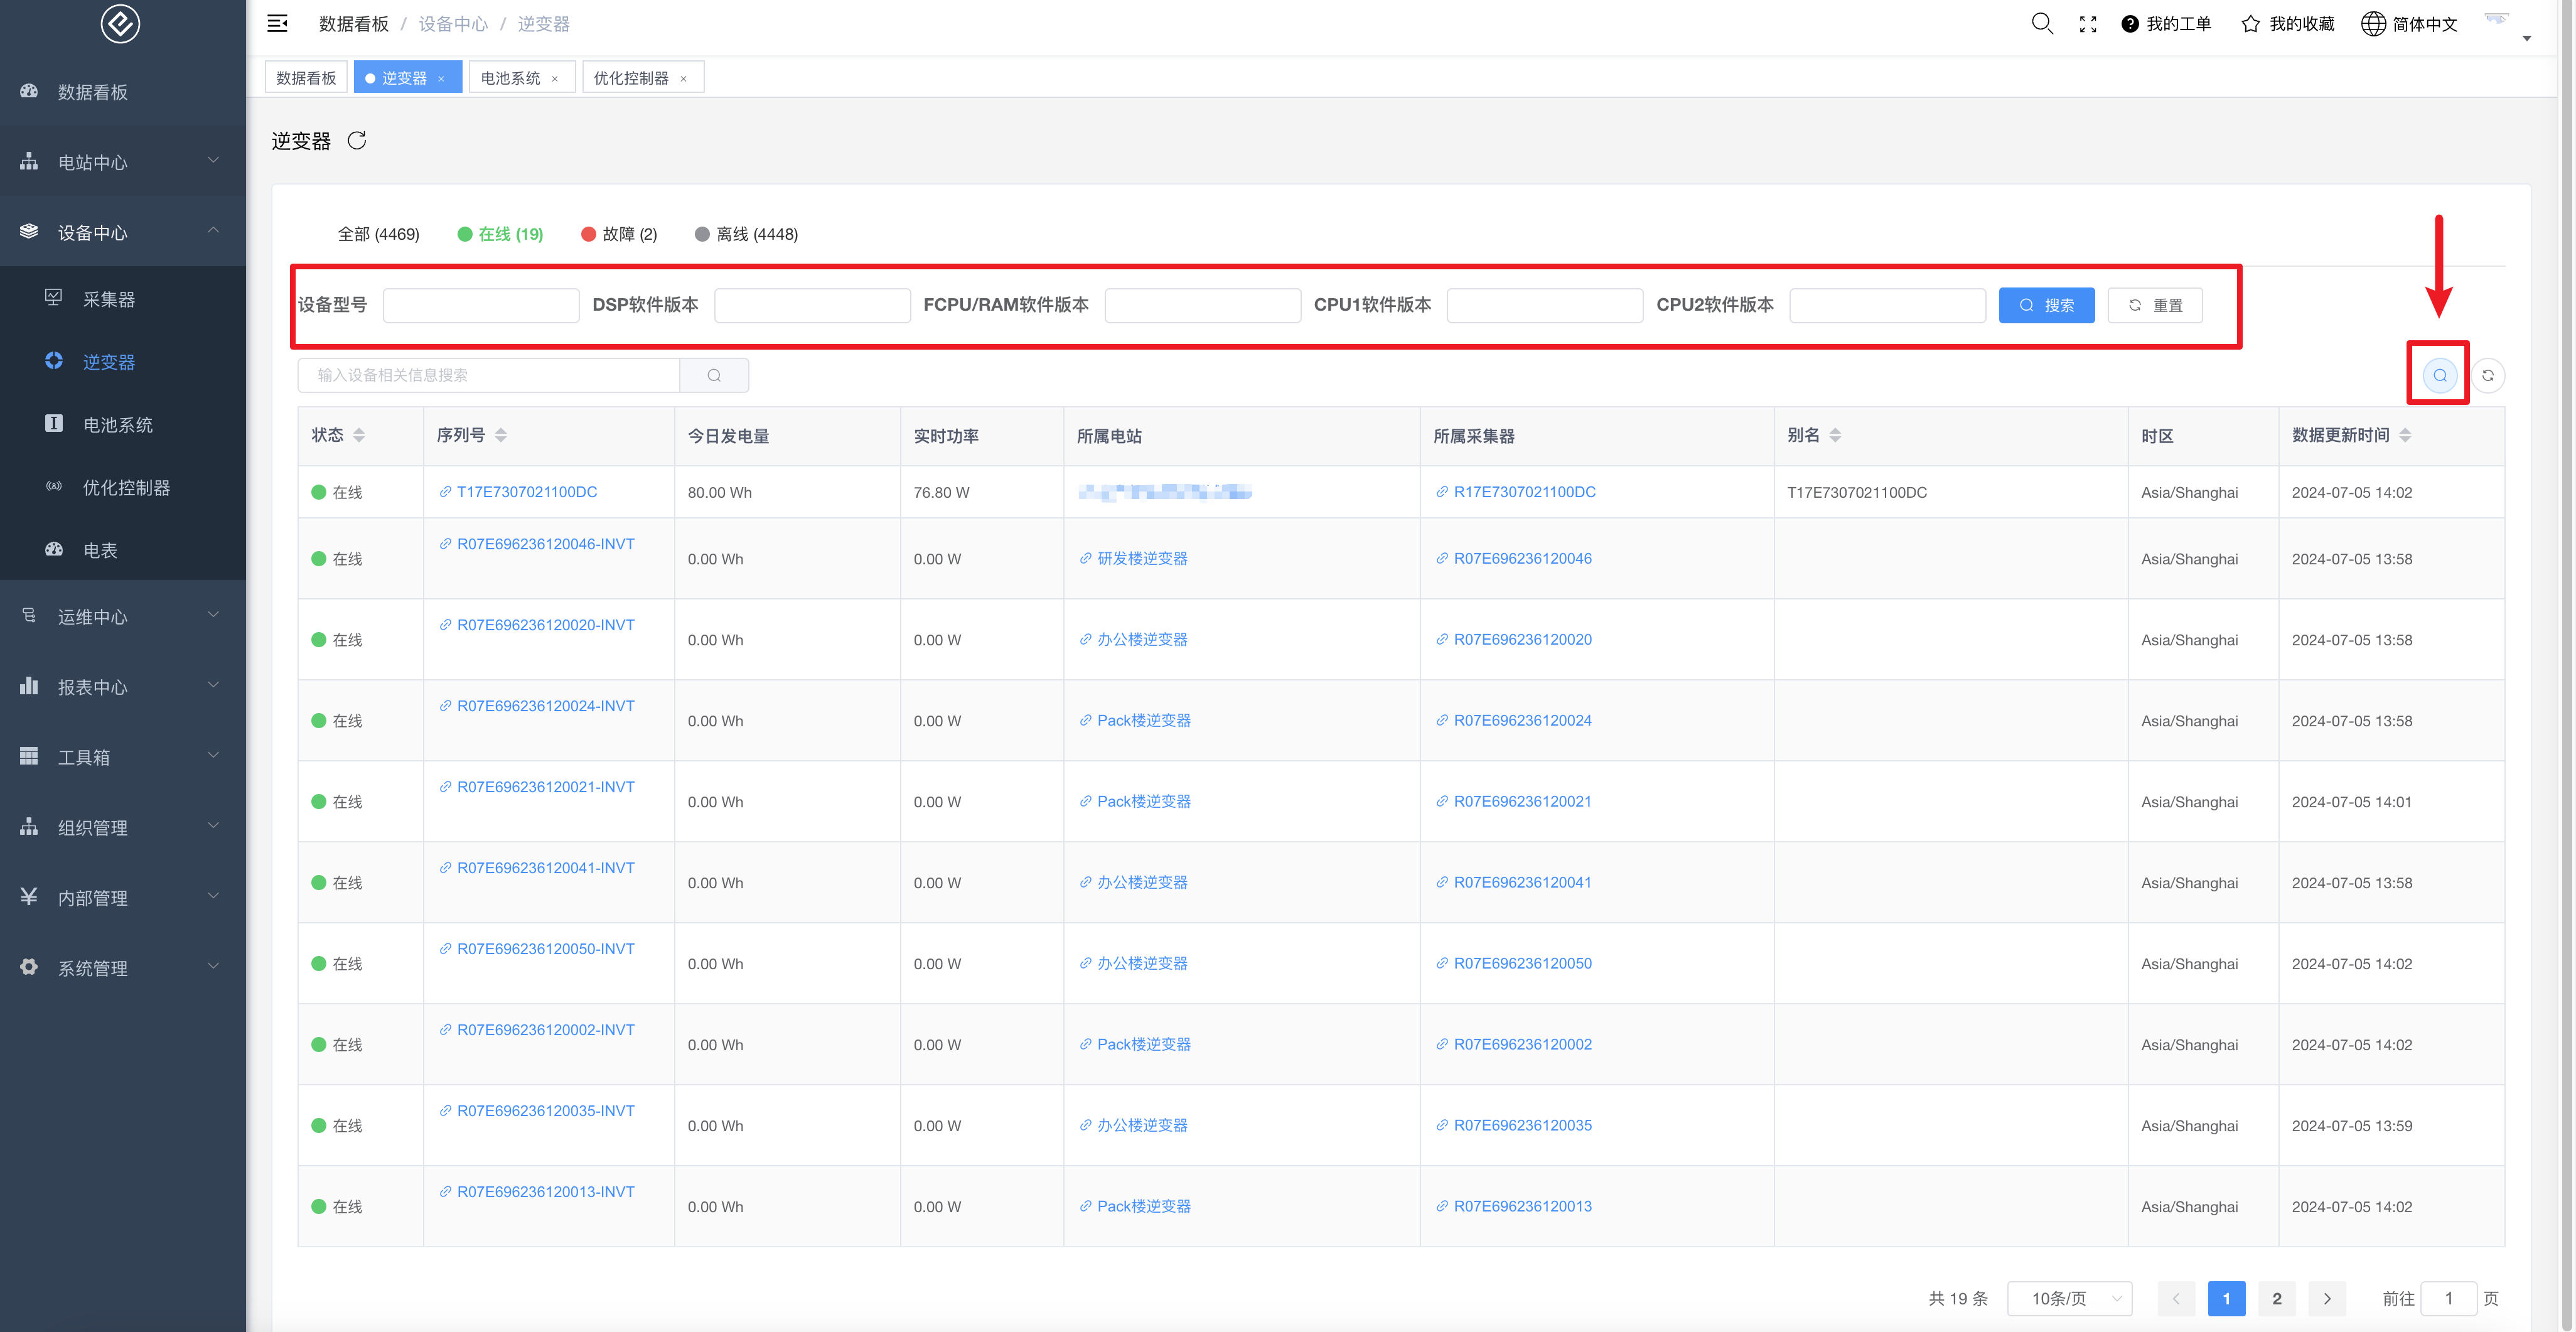 数据看板 / 设备中心 / 逆变器
我的工单 我的收藏 简体中文
数据看板 逆变器 × 电池系统 × 优化控制器 ×
数据看板
电站中心
设备中心
采集器
逆变器
电池系统
优化控制器
电表
运维中心
报表中心
工具箱
组织管理
内部管理
系统管理
逆变器
全部 (4469) 在线 (19) 故障 (2) 离线 (4448)
设备型号 DSP软件版本 FCPU/RAM软件版本 CPU1软件版本 CPU2软件版本 搜索 重置
输入设备相关信息搜索
状态 序列号 今日发电量 实时功率 所属电站 所属采集器 别名 时区 数据更新时间
在线 T17E7307021100DC 80.00 Wh 76.80 W R17E7307021100DC T17E7307021100DC Asia/Shanghai 2024-07-05 14:02
在线 R07E696236120046-INVT 0.00 Wh 0.00 W 研发楼逆变器 R07E696236120046 Asia/Shanghai 2024-07-05 13:58
在线 R07E696236120020-INVT 0.00 Wh 0.00 W 办公楼逆变器 R07E696236120020 Asia/Shanghai 2024-07-05 13:58
在线 R07E696236120024-INVT 0.00 Wh 0.00 W Pack楼逆变器 R07E696236120024 Asia/Shanghai 2024-07-05 13:58
在线 R07E696236120021-INVT 0.00 Wh 0.00 W Pack楼逆变器 R07E696236120021 Asia/Shanghai 2024-07-05 14:01
在线 R07E696236120041-INVT 0.00 Wh 0.00 W 办公楼逆变器 R07E696236120041 Asia/Shanghai 2024-07-05 13:58
在线 R07E696236120050-INVT 0.00 Wh 0.00 W 办公楼逆变器 R07E696236120050 Asia/Shanghai 2024-07-05 14:02
在线 R07E696236120002-INVT 0.00 Wh 0.00 W Pack楼逆变器 R07E696236120002 Asia/Shanghai 2024-07-05 14:02
在线 R07E696236120035-INVT 0.00 Wh 0.00 W 办公楼逆变器 R07E696236120035 Asia/Shanghai 2024-07-05 13:59
在线 R07E696236120013-INVT 0.00 Wh 0.00 W Pack楼逆变器 R07E696236120013 Asia/Shanghai 2024-07-05 14:02
共 19 条 10条/页 1 2 前往 1 页